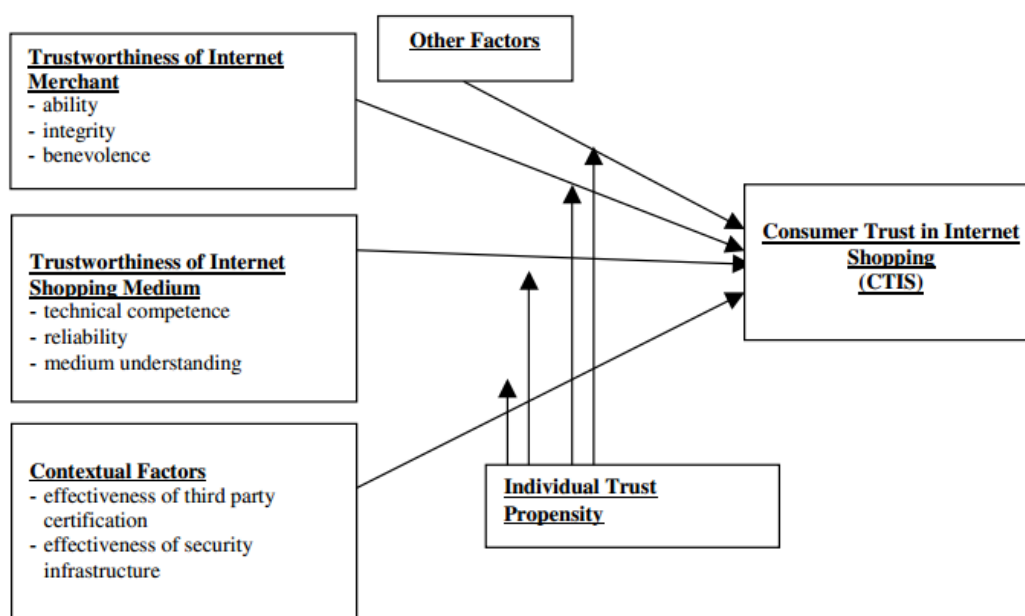 Other Factors
Trustworthiness of Internet
Merchant
- ability
- integrity
- benevolence
Trustworthiness of Internet
Shopping Medium
- technical competence
- reliability
- medium understanding
Consumer Trust in Internet
Shopping
(CTIS)
Contextual Factors
- effectiveness of third party
certification
- effectiveness of security
infrastructure
Individual Trust
Propensity